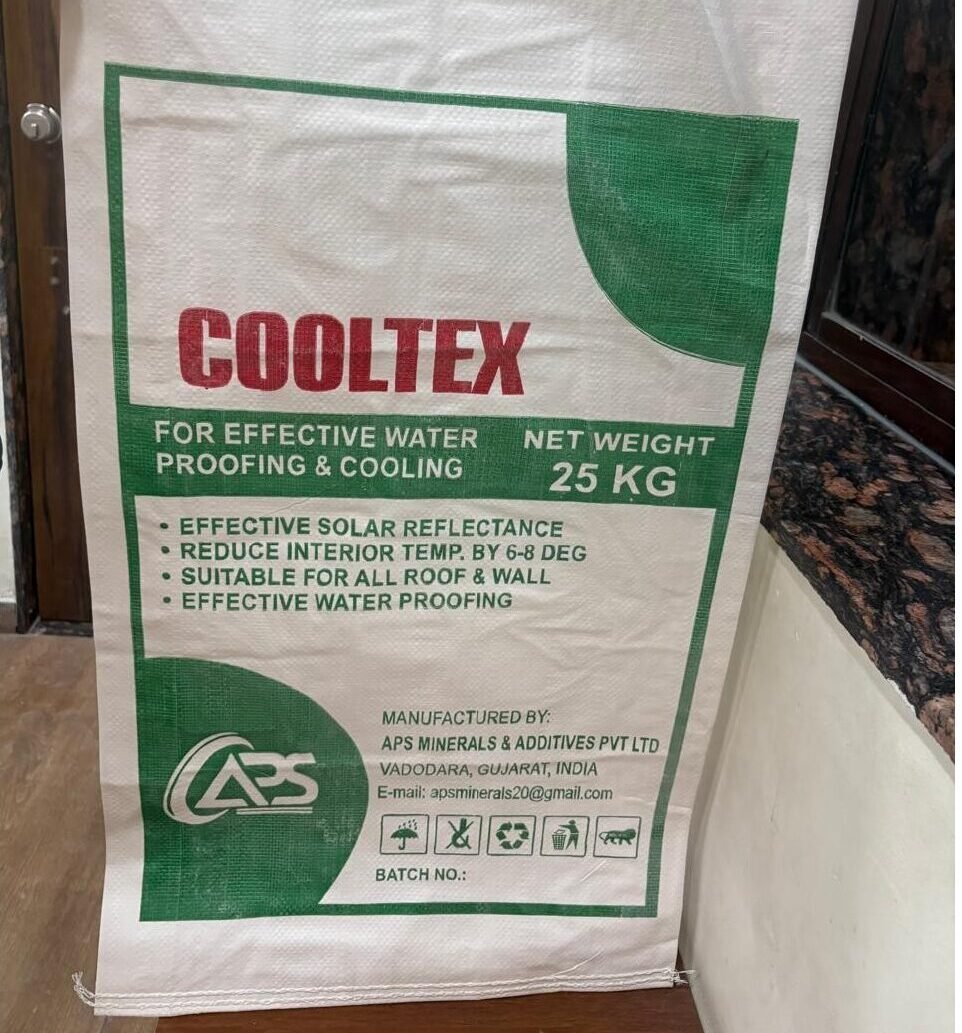 COOLTEX
FOR EFFECTIVE WATER
PROOFING & COOLING
NET WEIGHT
25 KG
• EFFECTIVE SOLAR REFLECTANCE
• REDUCE INTERIOR TEMP. BY 6-8 DEG
• SUITABLE FOR ALL ROOF & WALL
• EFFECTIVE WATER PROOFING
APS
MANUFACTURED BY:
APS MINERALS & ADDITIVES PVT LTD
VADODARA, GUJARAT, INDIA
E-mail: apsminerals20@gmail.com
BATCH NO.: